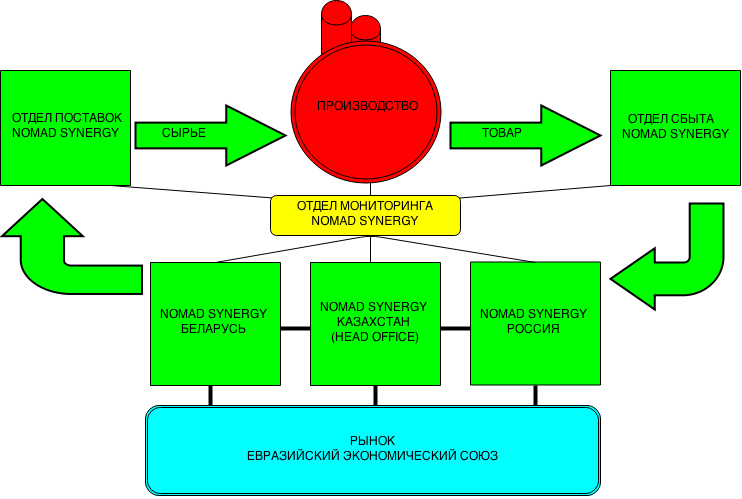 ПРОИЗВОДСТВО
ОТДЕЛ ПОСТАВОК
NOMAD SYNERGY
СЫРЬЕ
ТОВАР
ОТДЕЛ СБЫТА
NOMAD SYNERGY
ОТДЕЛ МОНИТОРИНГА
NOMAD SYNERGY
NOMAD SYNERGY
БЕЛАРУСЬ
NOMAD SYNERGY
КАЗАХСТАН
(HEAD OFFICE)
NOMAD SYNERGY
РОССИЯ
РЫНОК
ЕВРАЗИЙСКИЙ ЭКОНОМИЧЕСКИЙ СОЮЗ